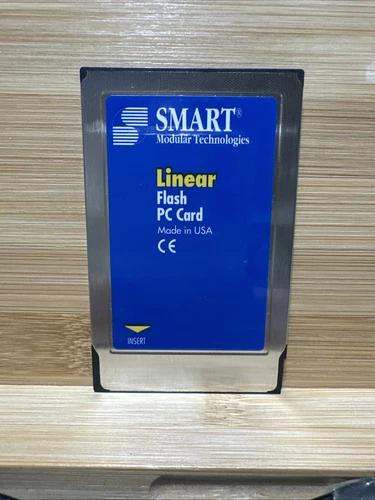 SMART®
Modular Technologies
Linear
Flash
PC Card
Made in USA
CE
INSERT